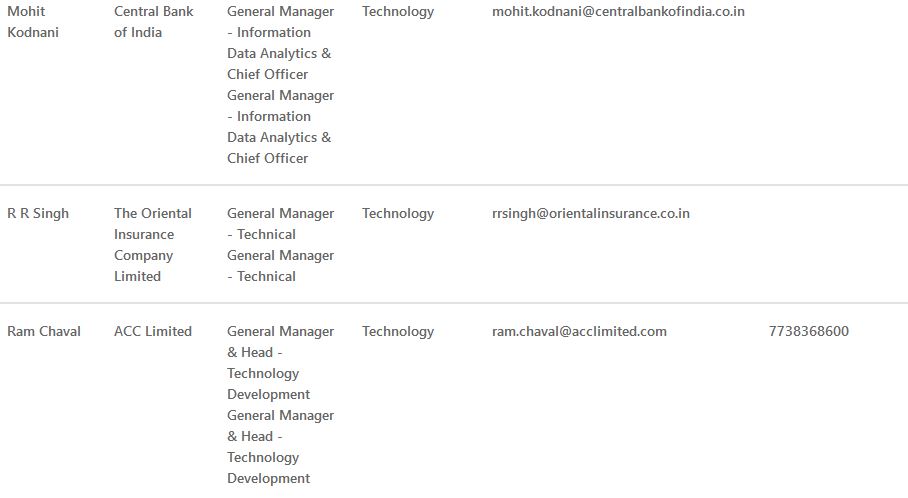 Mohit
Kodnani
Central Bank
of India
General Manager
- Information
Data Analytics &
Chief Officer
General Manager
- Information
Data Analytics &
Chief Officer
Technology
mohit.kodnani@centralbankofindia.co.in
R R Singh
The Oriental
Insurance
Company
Limited
General Manager
- Technical
General Manager
- Technical
Technology
rrsingh@orientalinsurance.co.in
Ram Chaval
ACC Limited
General Manager
& Head -
Technology
Development
General Manager
& Head -
Technology
Development
Technology
ram.chaval@acclimited.com
7738368600